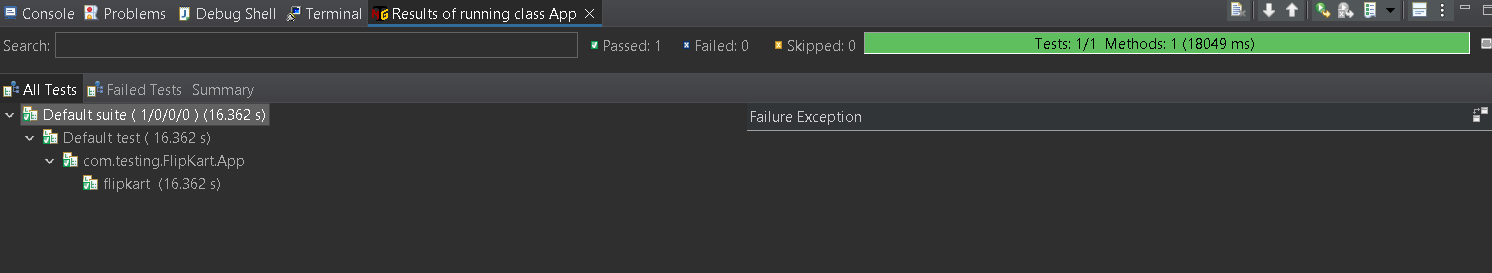 Console Problems Debug Shell Terminal Results of running class App
Search: Passed: 1 Failed: 0 Skipped: 0 Tests: 1/1 Methods: 1 (18049 ms)
All Tests Failed Tests Summary
Default suite ( 1/0/0/0 ) (16.362 s) Failure Exception
Default test ( 16.362 s)
com.testing.FlipKart.App
flipkart (16.362 s)